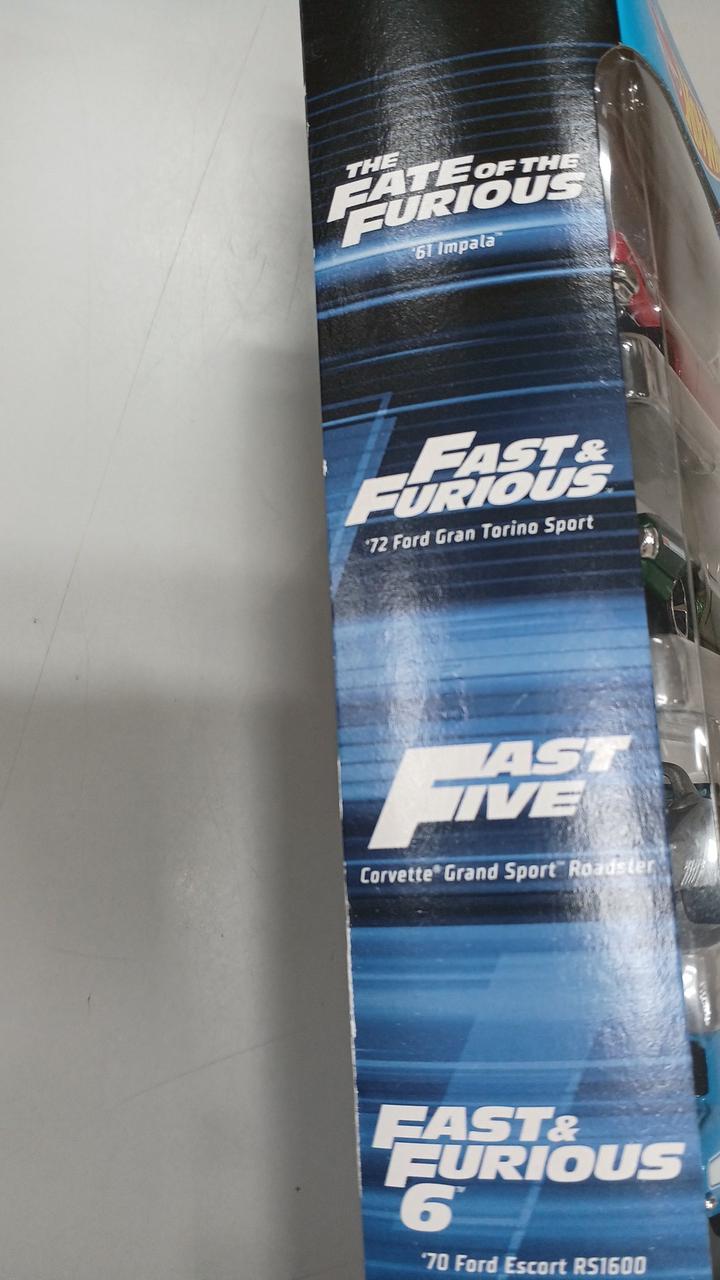 THE
FATE OF THE
FURIOUS
'61 Impala™
FAST &
FURIOUS™
'72 Ford Gran Torino Sport
FAST
FIVE
Corvette® Grand Sport™ Roadster
FAST &
FURIOUS
6™
'70 Ford Escort RS1600